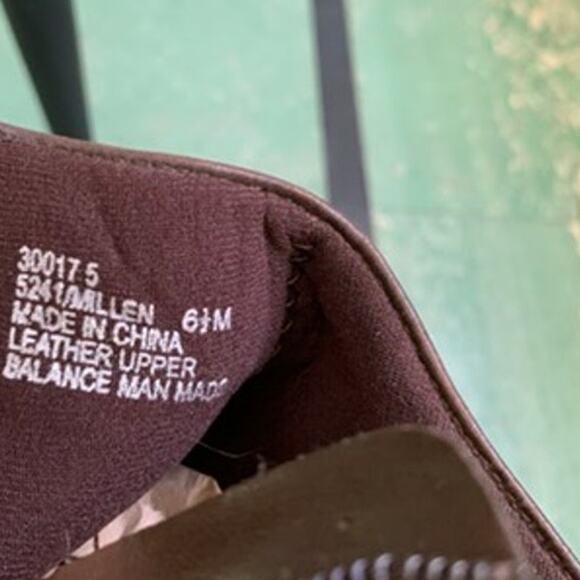 30017 5
5241/MILLEN 6½M
MADE IN CHINA
LEATHER UPPER
BALANCE MAN MADE